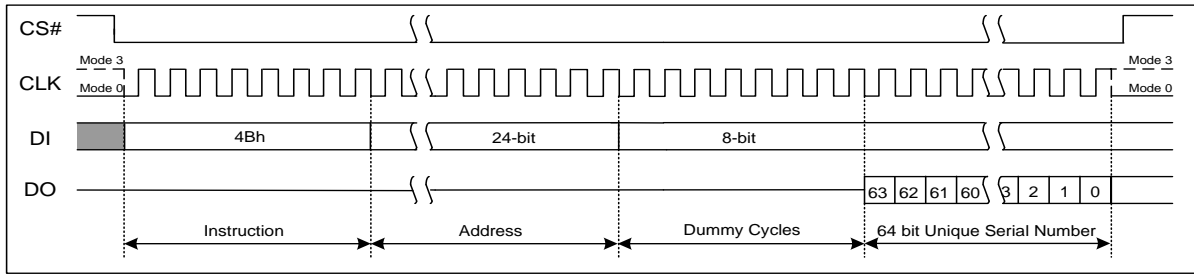 CS#
Mode 3
Mode 3
CLK
Mode 0
Mode 0
DI
4Bh
24-bit
8-bit
DO
63 62 61 60 3 2 1 0
Instruction
Address
Dummy Cycles
64 bit Unique Serial Number